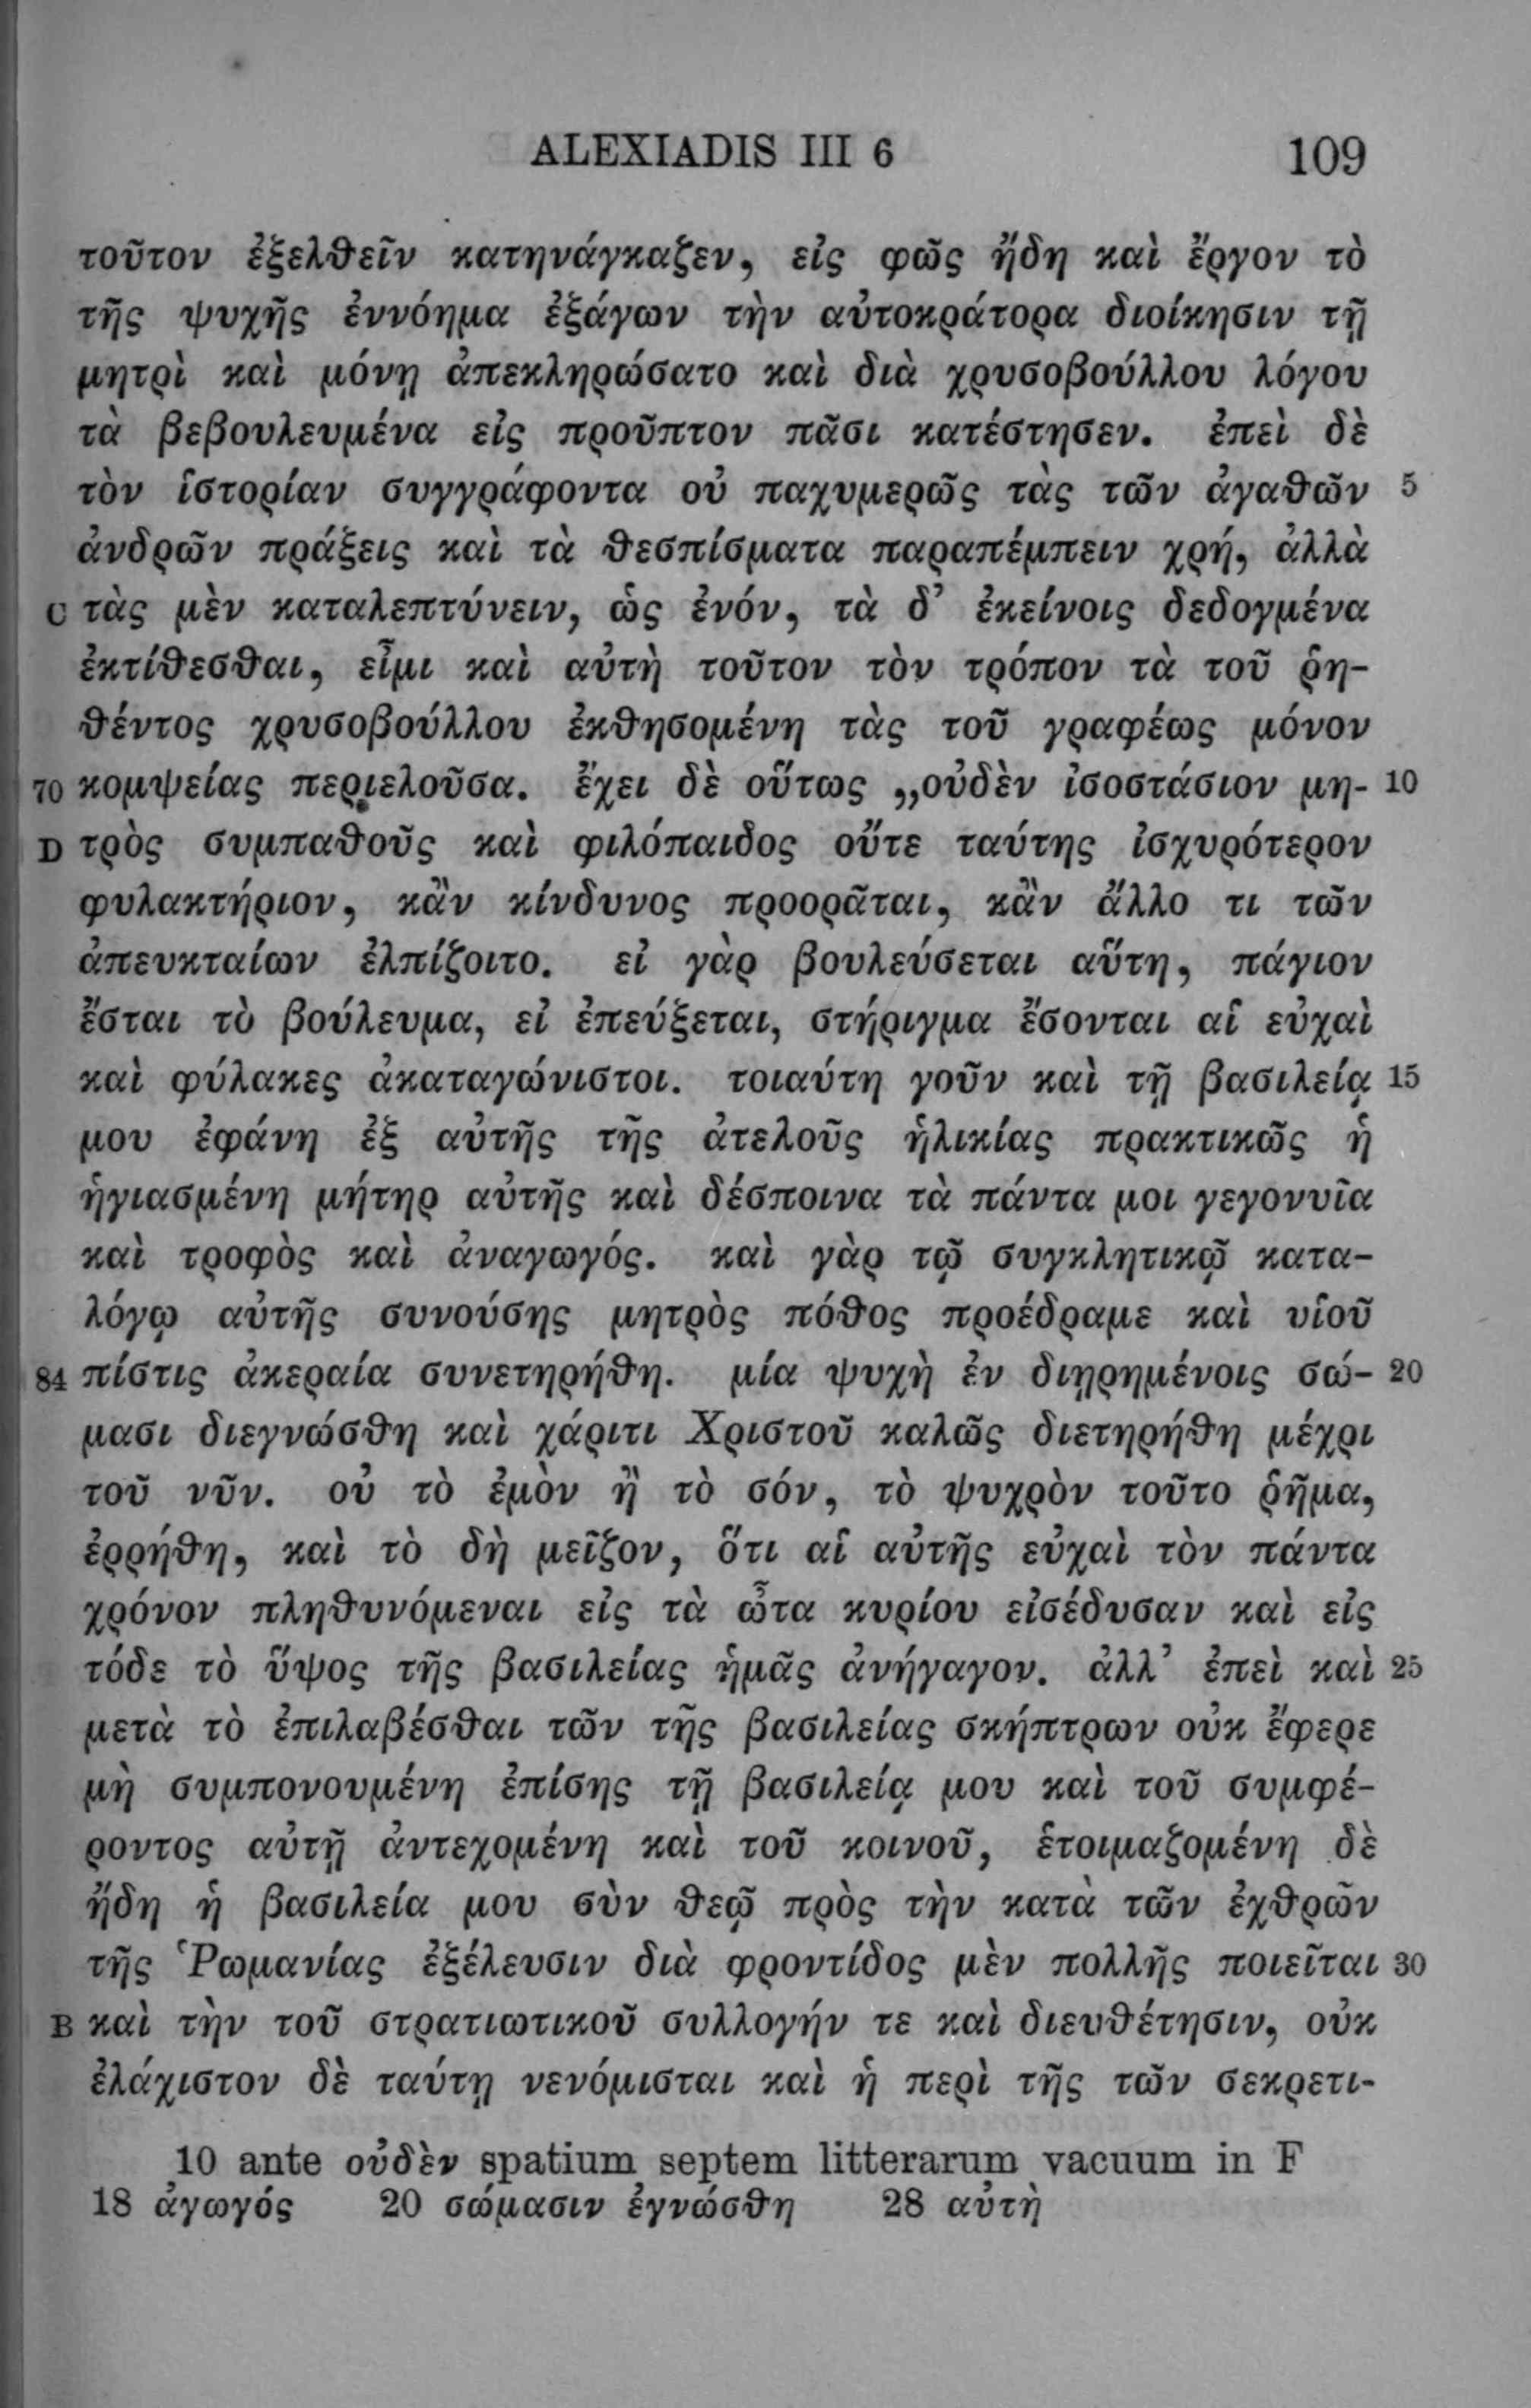 ALEXIADIS III 6 109
τοῦτον ἐξελθεῖν κατηνάγκαζεν, εἰς φῶς ἤδη καὶ ἔργον τὸ
τῆς ψυχῆς ἐννόημα ἐξάγων τὴν αὐτοκράτορα διοίκησιν τῇ
μητρὶ καὶ μόνῃ ἀπεκληρώσατο καὶ διὰ χρυσοβούλλου λόγου
τὰ βεβουλευμένα εἰς προῦπτον πᾶσι κατέστησεν. ἐπεὶ δὲ
τὸν ἱστορίαν συγγράφοντα οὐ παχυμερῶς τὰς τῶν ἀγαθῶν 5
ἀνδρῶν πράξεις καὶ τὰ θεσπίσματα παραπέμπειν χρή, ἀλλὰ
C τὰς μὲν καταλεπτύνειν, ὡς ἐνόν, τὰ δ’ ἐκείνοις δεδογμένα
ἐκτίθεσθαι, εἶμι καὶ αὐτὴ τοῦτον τὸν τρόπον τὰ τοῦ ῥη-
θέντος χρυσοβούλλου ἐκθησομένη τὰς τοῦ γραφέως μόνον
70 κομψείας περιελοῦσα. ἔχει δὲ οὕτως „οὐδὲν ἰσοστάσιον μη- 10
D τρὸς συμπαθοῦς καὶ φιλόπαιδος οὔτε ταύτης ἰσχυρότερον
φυλακτήριον, κἂν κίνδυνος προορᾶται, κἂν ἄλλο τι τῶν
ἀπευκταίων ἐλπίζοιτο. εἰ γὰρ βουλεύσεται αὕτη, πάγιον
ἔσται τὸ βούλευμα, εἰ ἐπεύξεται, στήριγμα ἔσονται αἱ εὐχαὶ
καὶ φύλακες ἀκαταγώνιστοι. τοιαύτη γοῦν καὶ τῇ βασιλείᾳ 15
μου ἐφάνη ἐξ αὐτῆς τῆς ἀτελοῦς ἡλικίας πρακτικῶς ἡ
ἡγιασμένη μήτηρ αὐτῆς καὶ δέσποινα τὰ πάντα μοι γεγονυῖα
καὶ τροφὸς καὶ ἀναγωγός. καὶ γὰρ τῷ συγκλητικῷ κατα-
λόγῳ αὐτῆς συνούσης μητρὸς πόθος προέδραμε καὶ υἱοῦ
84 πίστις ἀκεραία συνετηρήθη. μία ψυχὴ ἐν διῃρημένοις σώ- 20
μασι διεγνώσθη καὶ χάριτι Χριστοῦ καλῶς διετηρήθη μέχρι
τοῦ νῦν. οὐ τὸ ἐμὸν ἢ τὸ σόν, τὸ ψυχρὸν τοῦτο ῥῆμα,
ἐρρήθη, καὶ τὸ δὴ μεῖζον, ὅτι αἱ αὐτῆς εὐχαὶ τὸν πάντα
χρόνον πληθυνόμεναι εἰς τὰ ὦτα κυρίου εἰσέδυσαν καὶ εἰς
τόδε τὸ ὕψος τῆς βασιλείας ἡμᾶς ἀνήγαγον. ἀλλ’ ἐπεὶ καὶ 25
μετὰ τὸ ἐπιλαβέσθαι τῶν τῆς βασιλείας σκήπτρων οὐκ ἔφερε
μὴ συμπονουμένη ἐπίσης τῇ βασιλείᾳ μου καὶ τοῦ συμφέ-
ροντος αὐτῇ ἀντεχομένη καὶ τοῦ κοινοῦ, ἑτοιμαζομένη δὲ
ἤδη ἡ βασιλεία μου σὺν θεῷ πρὸς τὴν κατὰ τῶν ἐχθρῶν
τῆς Ῥωμανίας ἐξέλευσιν διὰ φροντίδος μὲν πολλῆς ποιεῖται 30
B καὶ τὴν τοῦ στρατιωτικοῦ συλλογήν τε καὶ διευθέτησιν, οὐκ
ἐλάχιστον δὲ ταύτῃ νενόμισται καὶ ἡ περὶ τῆς τῶν σεκρετι-
10 ante οὐδὲν spatium septem litterarum vacuum in F
18 ἀγωγός 20 σώμασιν ἐγνώσθη 28 αὐτὴ